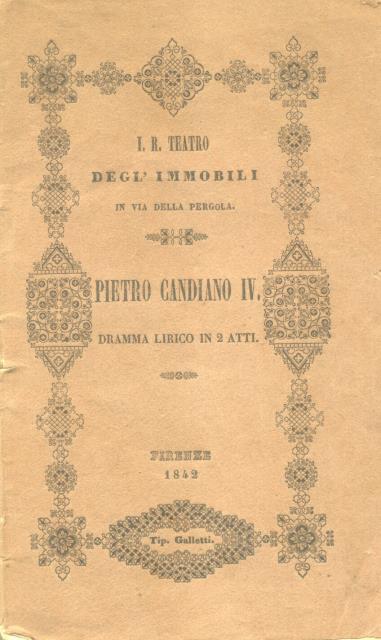 I. R. TEATRO
DEGL' IMMOBILI
IN VIA DELLA PERGOLA.
PIETRO CANDIANO IV.
DRAMMA LIRICO IN 2 ATTI.
FIRENZE
1842
Tip. Galletti.